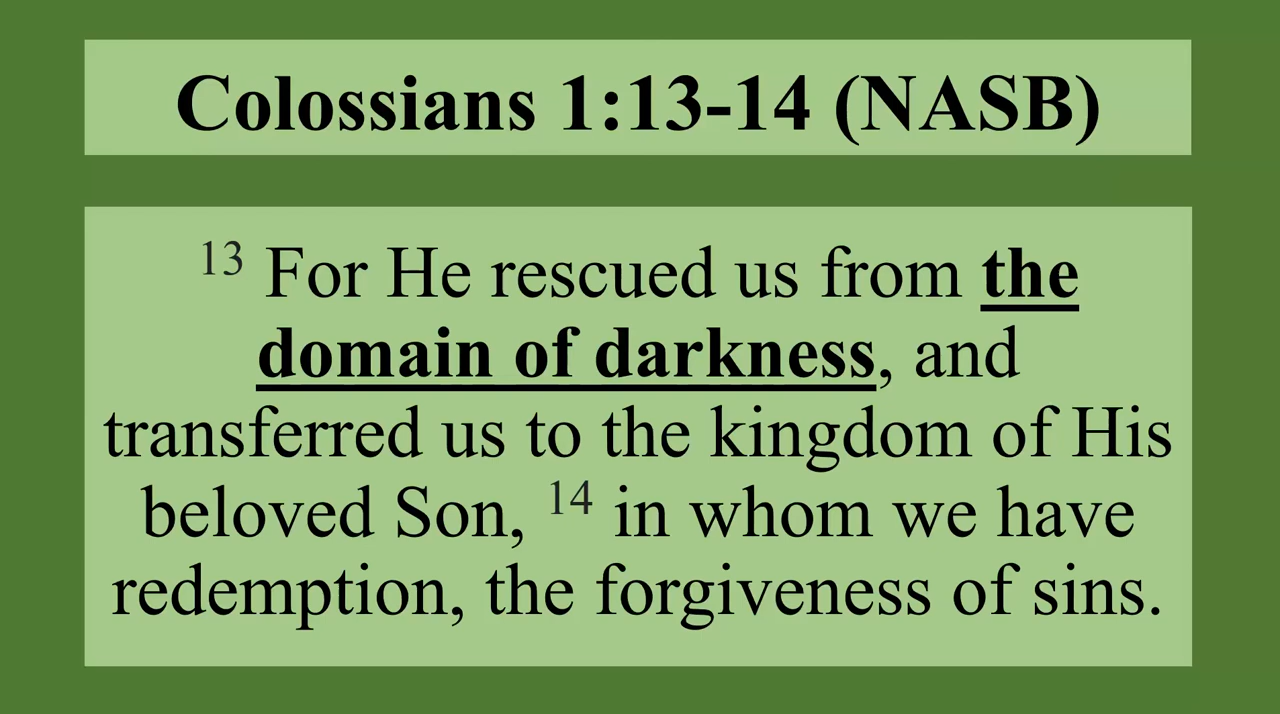 Colossians 1:13-14 (NASB)
13 For He rescued us from the
domain of darkness, and
transferred us to the kingdom of His
beloved Son, 14 in whom we have
redemption, the forgiveness of sins.